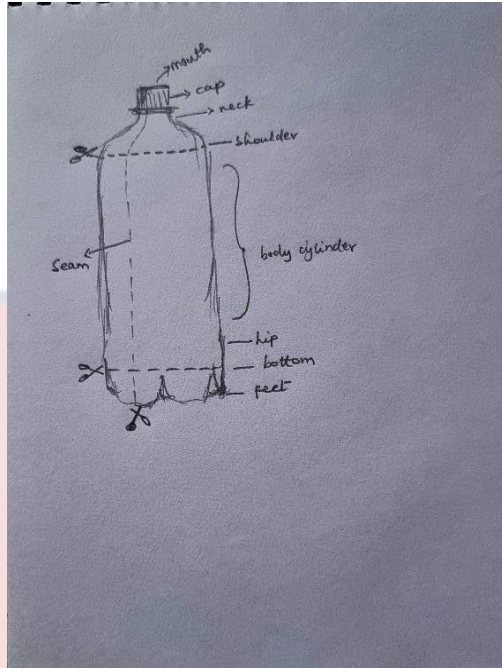 mouth
cap
neck
shoulder
body cylinder
Seam
hip
bottom
feet